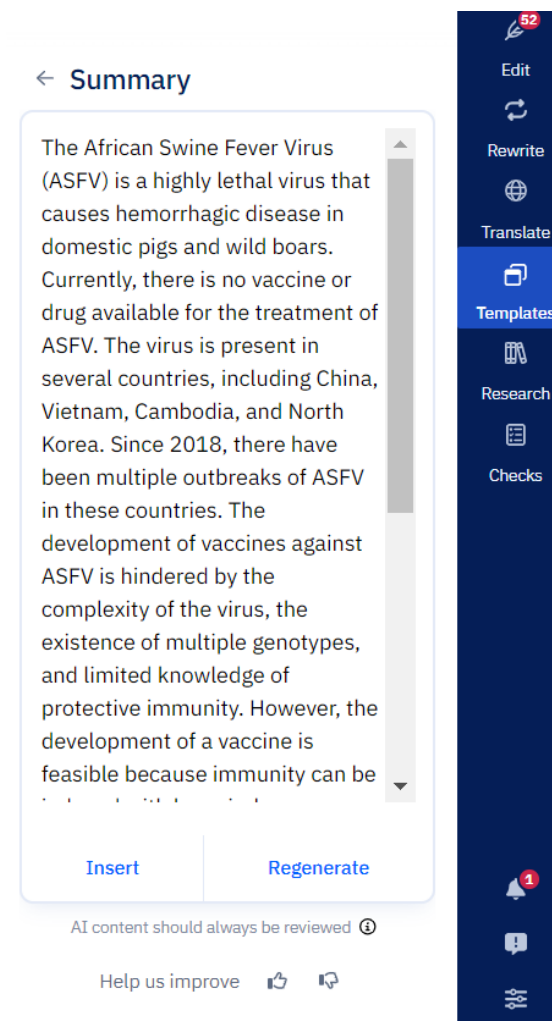 Summary
The African Swine Fever Virus
(ASFV) is a highly lethal virus that
causes hemorrhagic disease in
domestic pigs and wild boars.
Currently, there is no vaccine or
drug available for the treatment of
ASFV. The virus is present in
several countries, including China,
Vietnam, Cambodia, and North
Korea. Since 2018, there have
been multiple outbreaks of ASFV
in these countries. The
development of vaccines against
ASFV is hindered by the
complexity of the virus, the
existence of multiple genotypes,
and limited knowledge of
protective immunity. However, the
development of a vaccine is
feasible because immunity can be
Insert
Regenerate
AI content should always be reviewed
Help us improve
52
Edit
Rewrite
Translate
Templates
Research
Checks
1